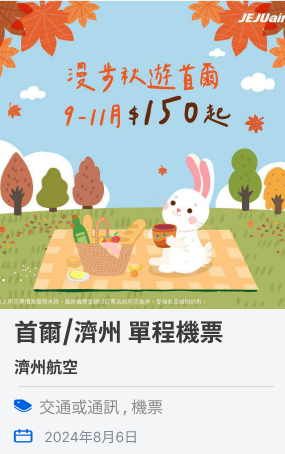 JEJUair
漫步秋遊首爾
9-11月$150起
首爾/濟州 單程機票
濟州航空
交通或通訊 , 機票
2024年8月6日